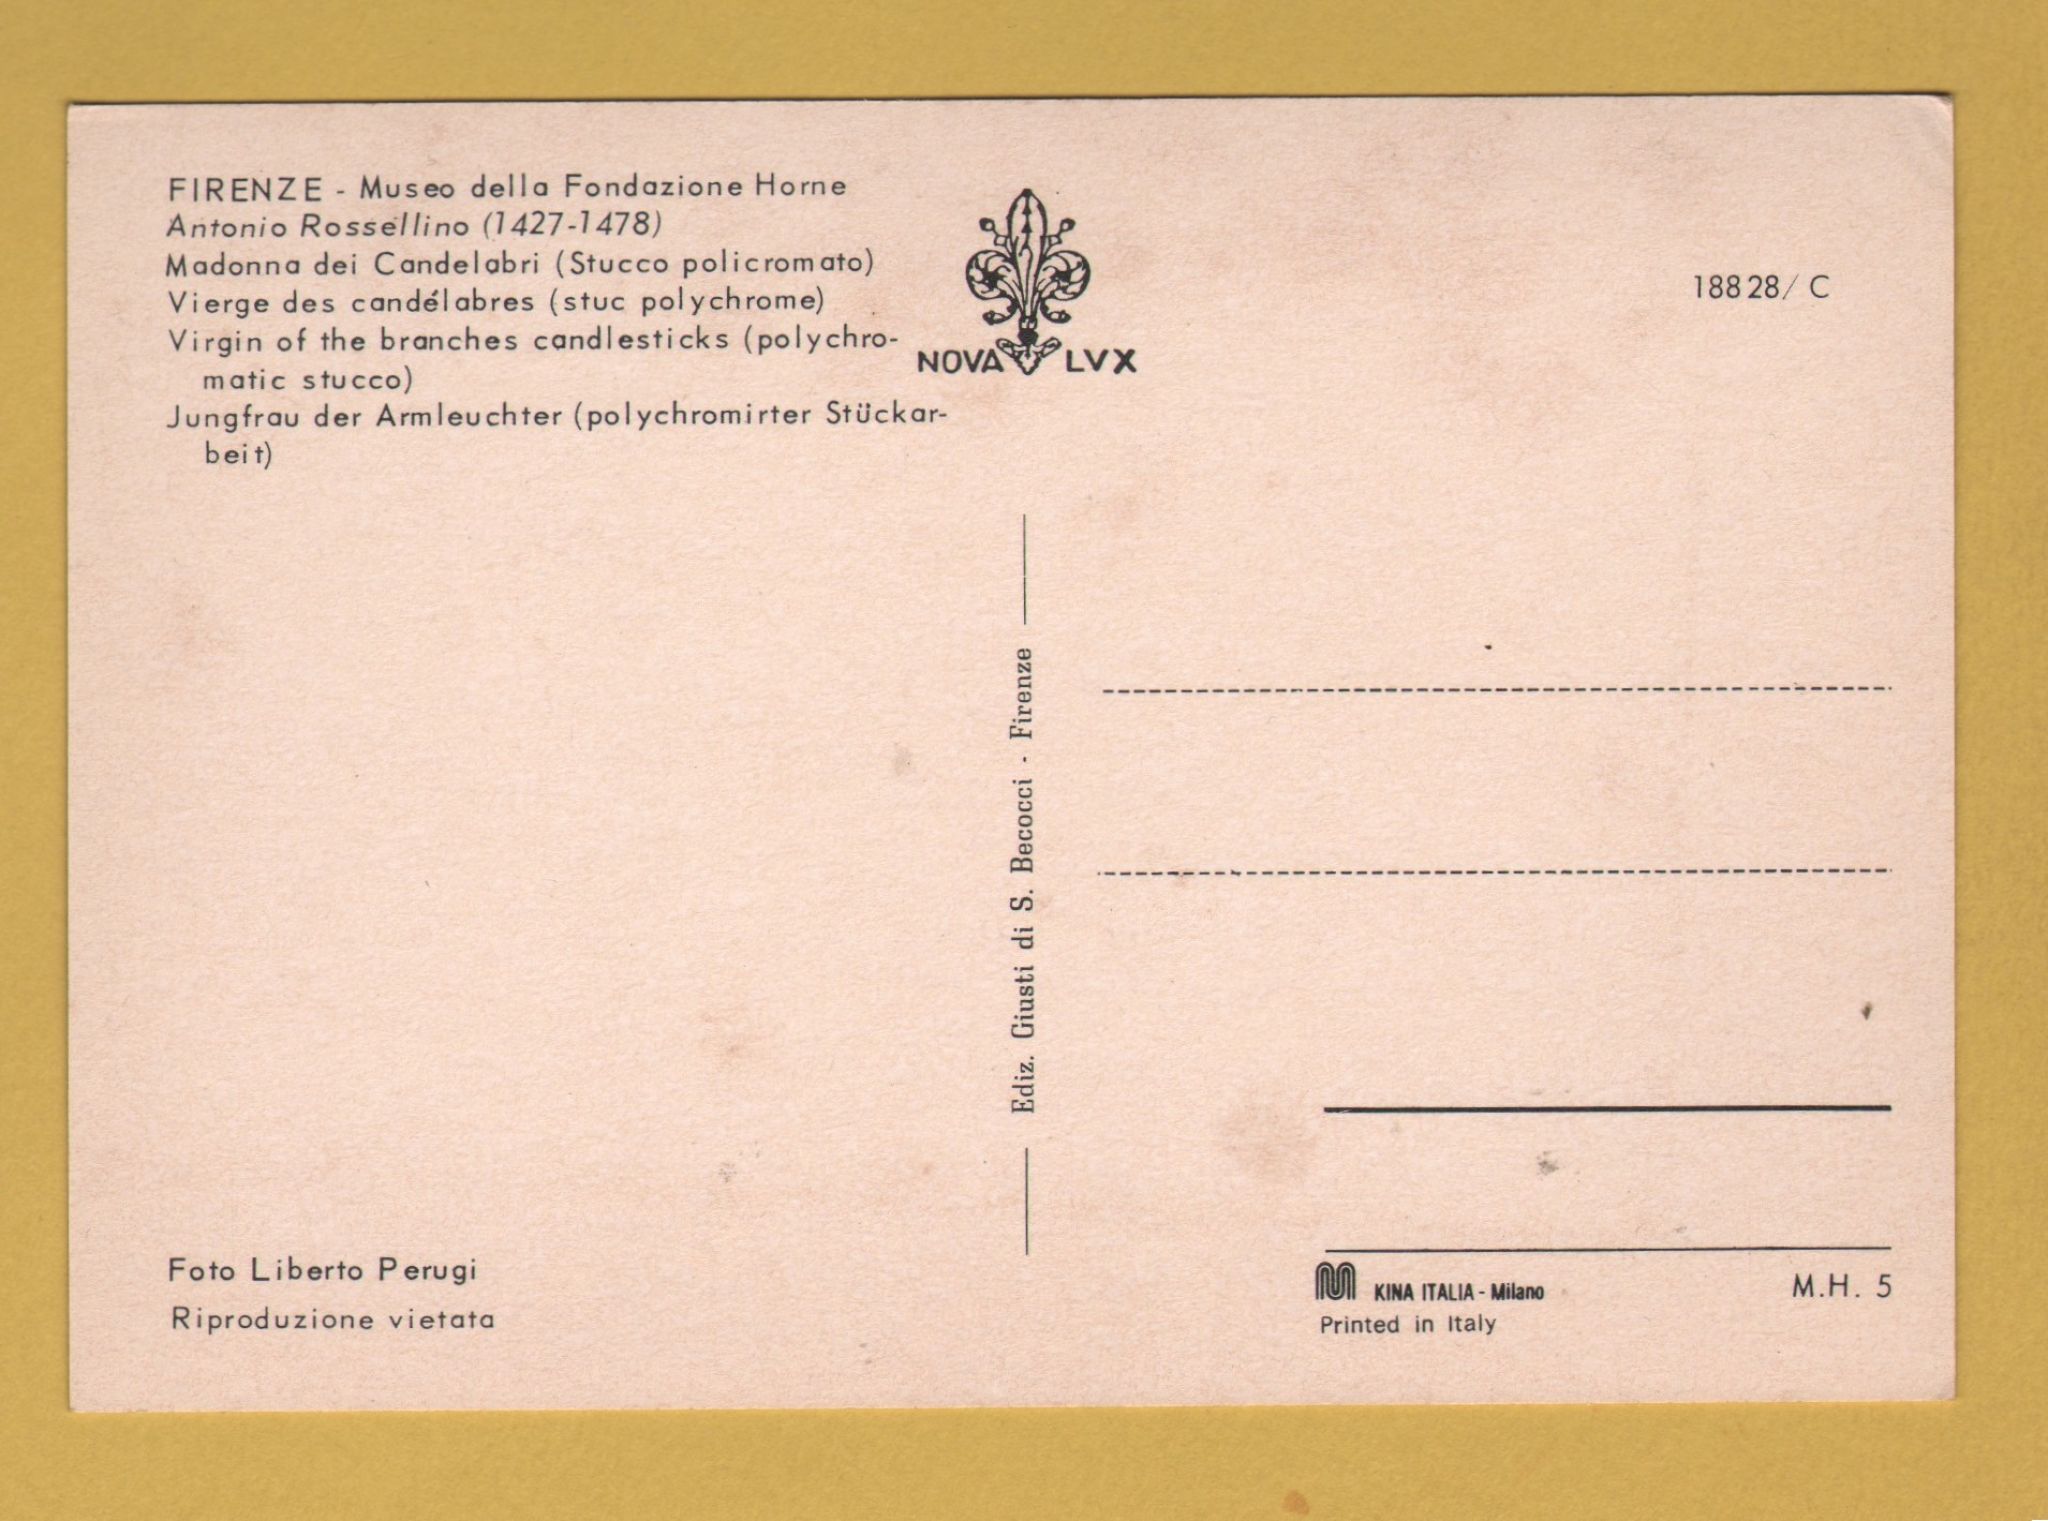 FIRENZE - Museo della Fondazione Horne
Antonio Rossellino (1427-1478)
Madonna dei Candelabri (Stucco policromato)
Vierge des candélabres (stuc polychrome)
Virgin of the branches candlesticks (polychro-
matic stucco)
Jungfrau der Armleuchter (polychromirter Stückar-
beit)
NOVA LVX
18828/ C
Ediz. Giusti di S. Becocci - Firenze
Foto Liberto Perugi
Riproduzione vietata
KINA ITALIA - Milano
Printed in Italy
M.H. 5